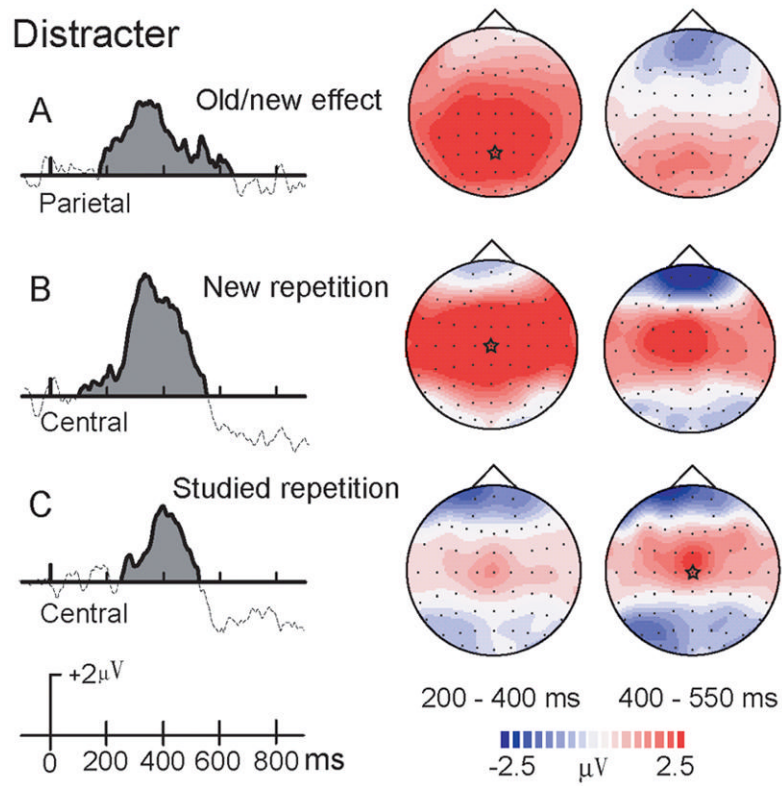 Distracter
A
Old/new effect
Parietal
B
New repetition
Central
C
Studied repetition
Central
+2μV
0 200 400 600 800 ms
200 - 400 ms
400 - 550 ms
-2.5 μV 2.5